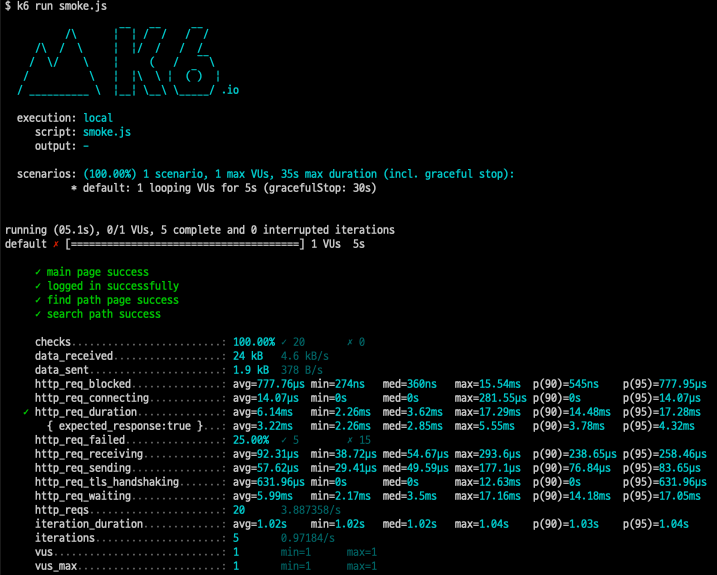 $ k6 run smoke.js
.io
execution: local
script: smoke.js
output: -
scenarios: (100.00%) 1 scenario, 1 max VUs, 35s max duration (incl. graceful stop):
* default: 1 looping VUs for 5s (gracefulStop: 30s)
running (05.1s), 0/1 VUs, 5 complete and 0 interrupted iterations
default ✗ [======================================] 1 VUs  5s
✓ main page success
✓ logged in successfully
✓ find path page success
✓ search path success
checks.........................: 100.00% ✓ 20       ✗ 0
data_received..................: 24 kB   4.6 kB/s
data_sent......................: 1.9 kB  378 B/s
http_req_blocked...............: avg=777.76µs min=274ns   med=360ns   max=15.54ms  p(90)=545ns    p(95)=777.95µs
http_req_connecting............: avg=14.07µs  min=0s      med=0s      max=281.55µs p(90)=0s       p(95)=14.07µs
✓ http_req_duration..............: avg=6.14ms   min=2.26ms  med=3.62ms  max=17.29ms  p(90)=14.48ms  p(95)=17.28ms
{ expected_response:true }...: avg=3.22ms   min=2.26ms  med=2.85ms  max=5.55ms   p(90)=3.78ms   p(95)=4.32ms
http_req_failed................: 25.00%  ✓ 5        ✗ 15
http_req_receiving.............: avg=92.31µs  min=38.72µs med=54.67µs max=293.6µs  p(90)=238.65µs p(95)=258.46µs
http_req_sending...............: avg=57.62µs  min=29.41µs med=49.59µs max=177.1µs  p(90)=76.84µs  p(95)=83.65µs
http_req_tls_handshaking.......: avg=631.96µs min=0s      med=0s      max=12.63ms  p(90)=0s       p(95)=631.96µs
http_req_waiting...............: avg=5.99ms   min=2.17ms  med=3.5ms   max=17.16ms  p(90)=14.18ms  p(95)=17.05ms
http_reqs......................: 20      3.887358/s
iteration_duration.............: avg=1.02s    min=1.02s   med=1.02s   max=1.04s    p(90)=1.03s    p(95)=1.04s
iterations.....................: 5       0.97184/s
vus............................: 1       min=1      max=1
vus_max........................: 1       min=1      max=1